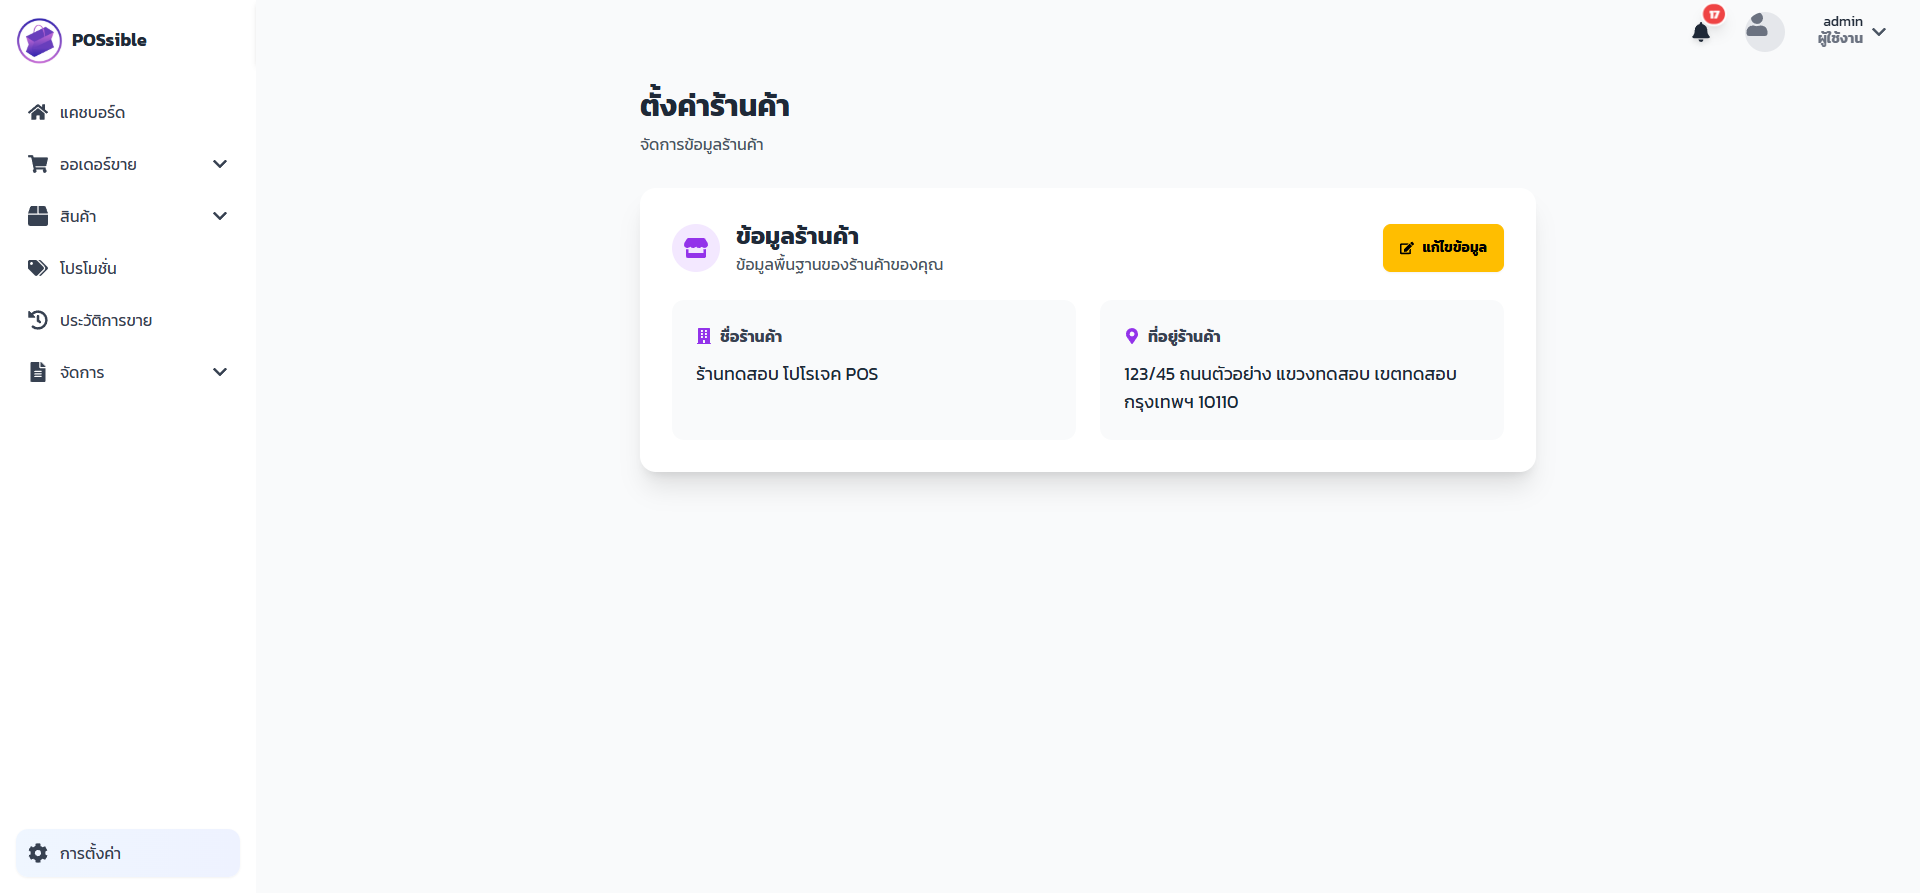 POSsible
แคชบอร์ด
ออเดอร์ขาย
สินค้า
โปรโมชั่น
ประวัติการขาย
จัดการ
การตั้งค่า
17
admin
ผู้ใช้งาน
ตั้งค่าร้านค้า
จัดการข้อมูลร้านค้า
ข้อมูลร้านค้า
ข้อมูลพื้นฐานของร้านค้าของคุณ
แก้ไขข้อมูล
ชื่อร้านค้า
ร้านทดสอบ โปโรเจค POS
ที่อยู่ร้านค้า
123/45 ถนนตัวอย่าง แขวงทดสอบ เขตทดสอบ
กรุงเทพฯ 10110